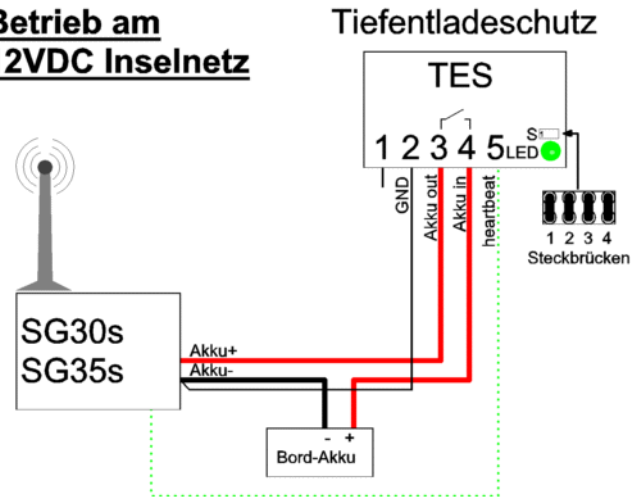 Betrieb am
2VDC Inselnetz
Tiefentladeschutz
TES
S
1 2 3 4 5 LED
GND
Akku out
Akku in
heartbeat
1 2 3 4
Steckbrücken
SG30s
SG35s
Akku+
Akku-
- +
Bord-Akku